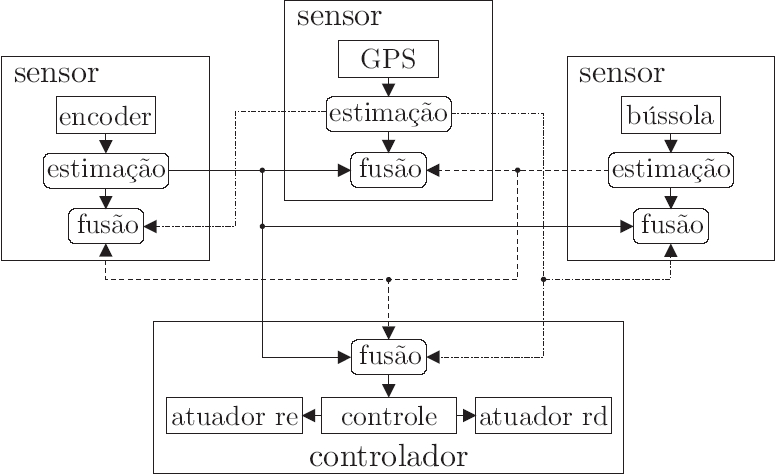 sensor
GPS
estimação
fusão
sensor
encoder
estimação
fusão
sensor
bússola
estimação
fusão
fusão
atuador re
controle
atuador rd
controlador